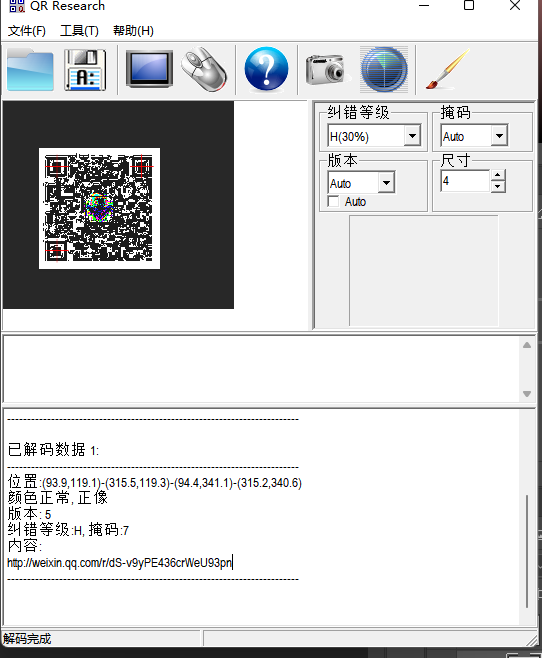 QR Research
文件(F) 工具(T) 帮助(H)
A:
?
纠错等级 掩码
H(30%) Auto
版本 尺寸
Auto 4
Auto
--------------------------------------------------------------------------
已解码数据 1:
--------------------------------------------------------------------------
位置:(93.9,119.1)-(315.5,119.3)-(94.4,341.1)-(315.2,340.6)
颜色正常, 正像
版本: 5
纠错等级:H, 掩码:7
内容:
http://weixin.qq.com/r/dS-v9yPE436crWeU93pn
--------------------------------------------------------------------------
解码完成